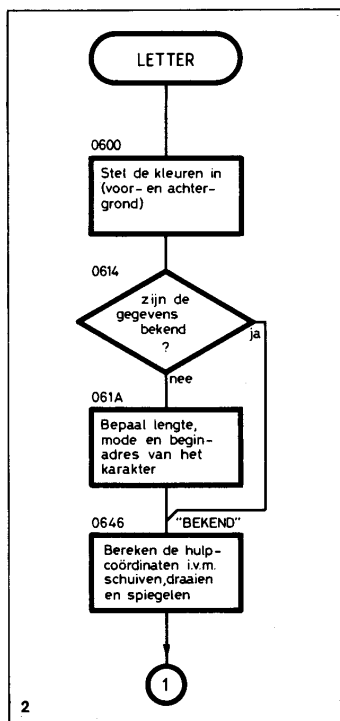 LETTER
0600
Stel de kleuren in
(voor- en achter-
grond)
0614
zijn de
gegevens
bekend
?
ja
nee
061A
Bepaal lengte,
mode en begin-
adres van het
karakter
0646
"BEKEND"
Bereken de hulp-
coördinaten i.v.m.
schuiven,draaien
en spiegelen
1
2